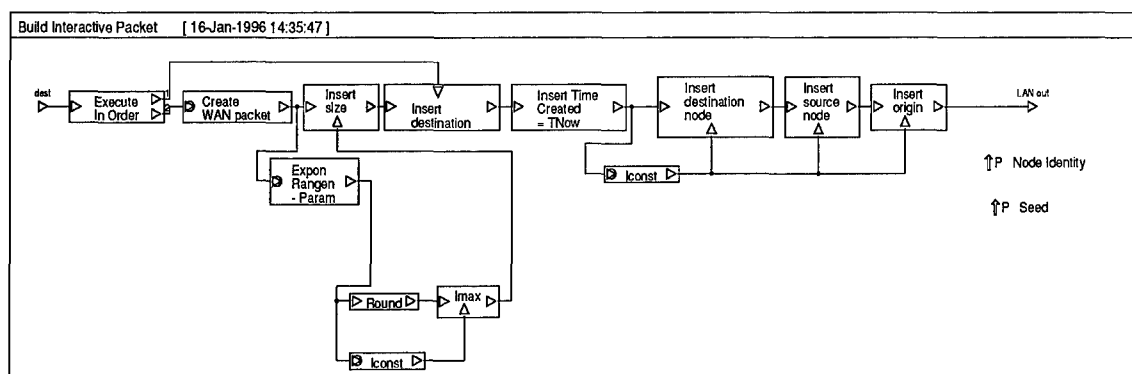 Build Interactive Packet [ 16-Jan-1996 14:35:47 ]
dest
Execute
In Order
1
2
Create
WAN packet
Insert
size
Insert
destination
Insert Time
Created
= TNow
Insert
destination
node
Insert
source
node
Insert
origin
LAN out
Expon
Rangen
- Param
Iconst
⇑P Node Identity
⇑P Seed
Round
Imax
Iconst